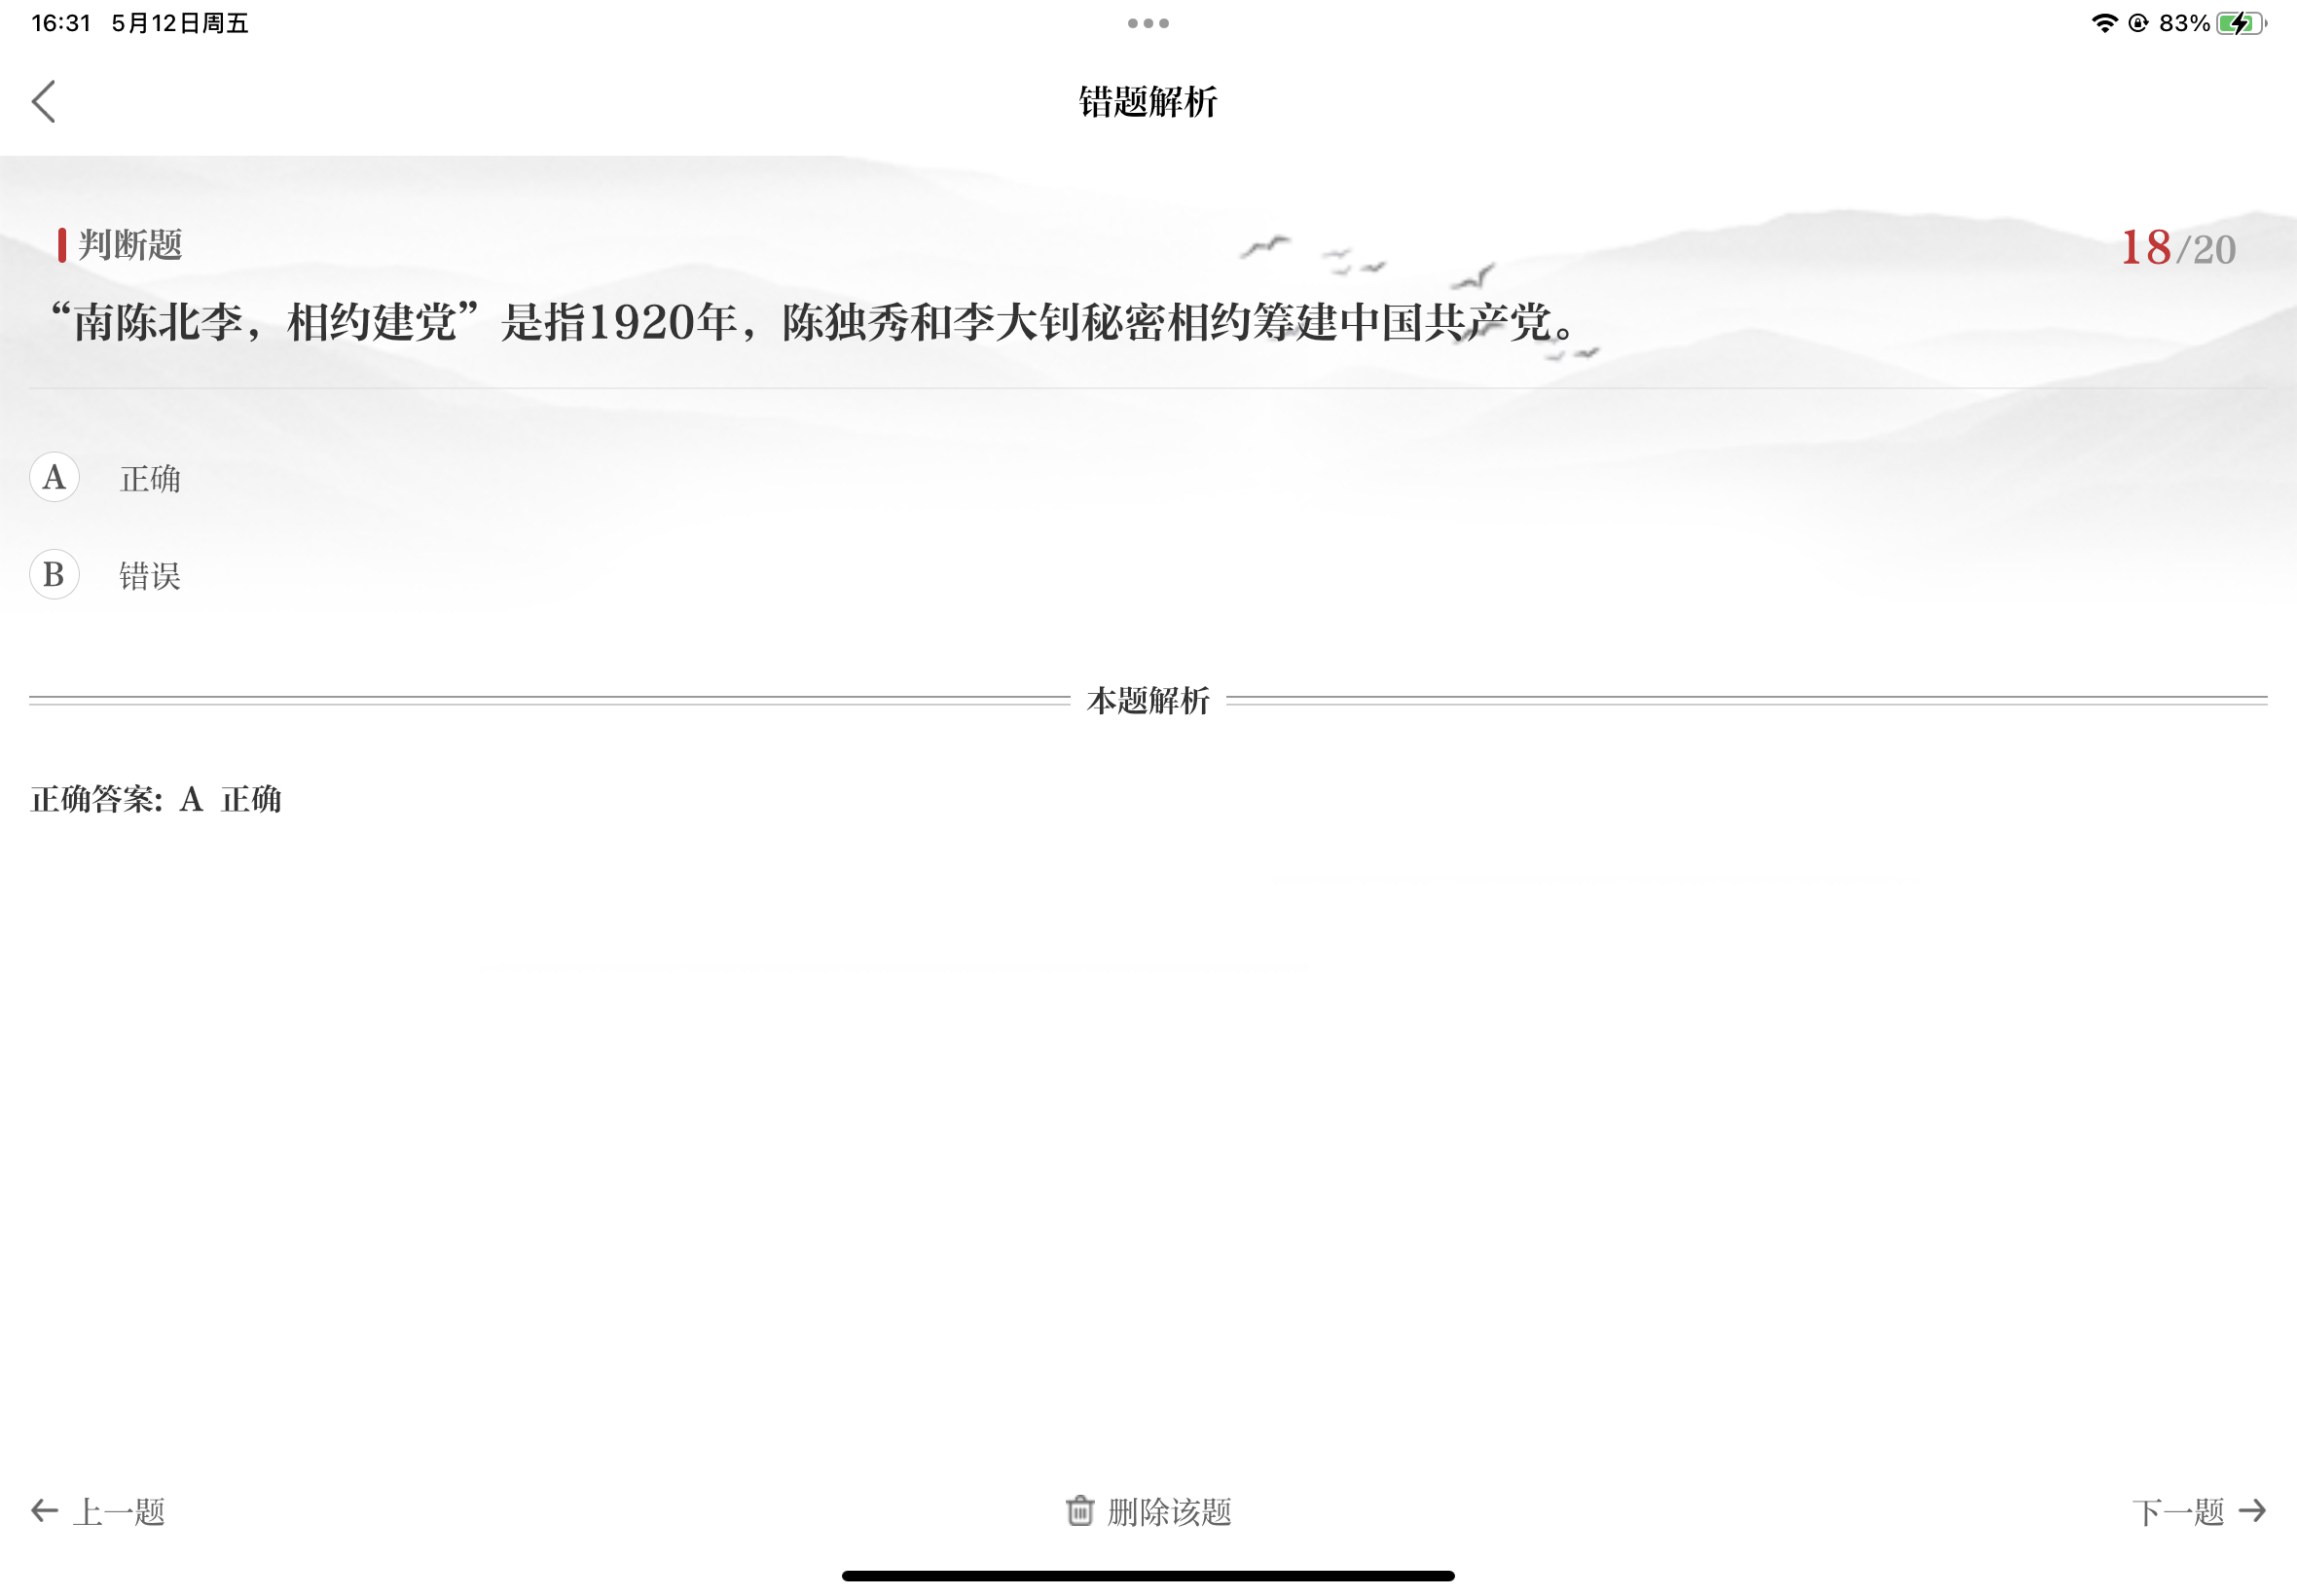 16:31 5月12日周五
83%
错题解析
判断题
18/20
“南陈北李，相约建党”是指1920年，陈独秀和李大钊秘密相约筹建中国共产党。
A 正确
B 错误
本题解析
正确答案: A 正确
上一题
删除该题
下一题